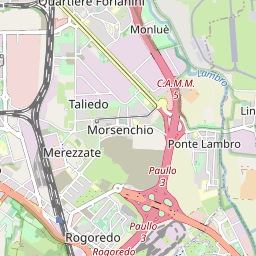 Quartiere Forlanini
Monluè
C.A.M.M.
5
Lambro
Taliedo
Lin
Morsenchio
Ponte Lambro
Merezzate
Paullo
3
Rogoredo
Paullo
3
Rogoredo